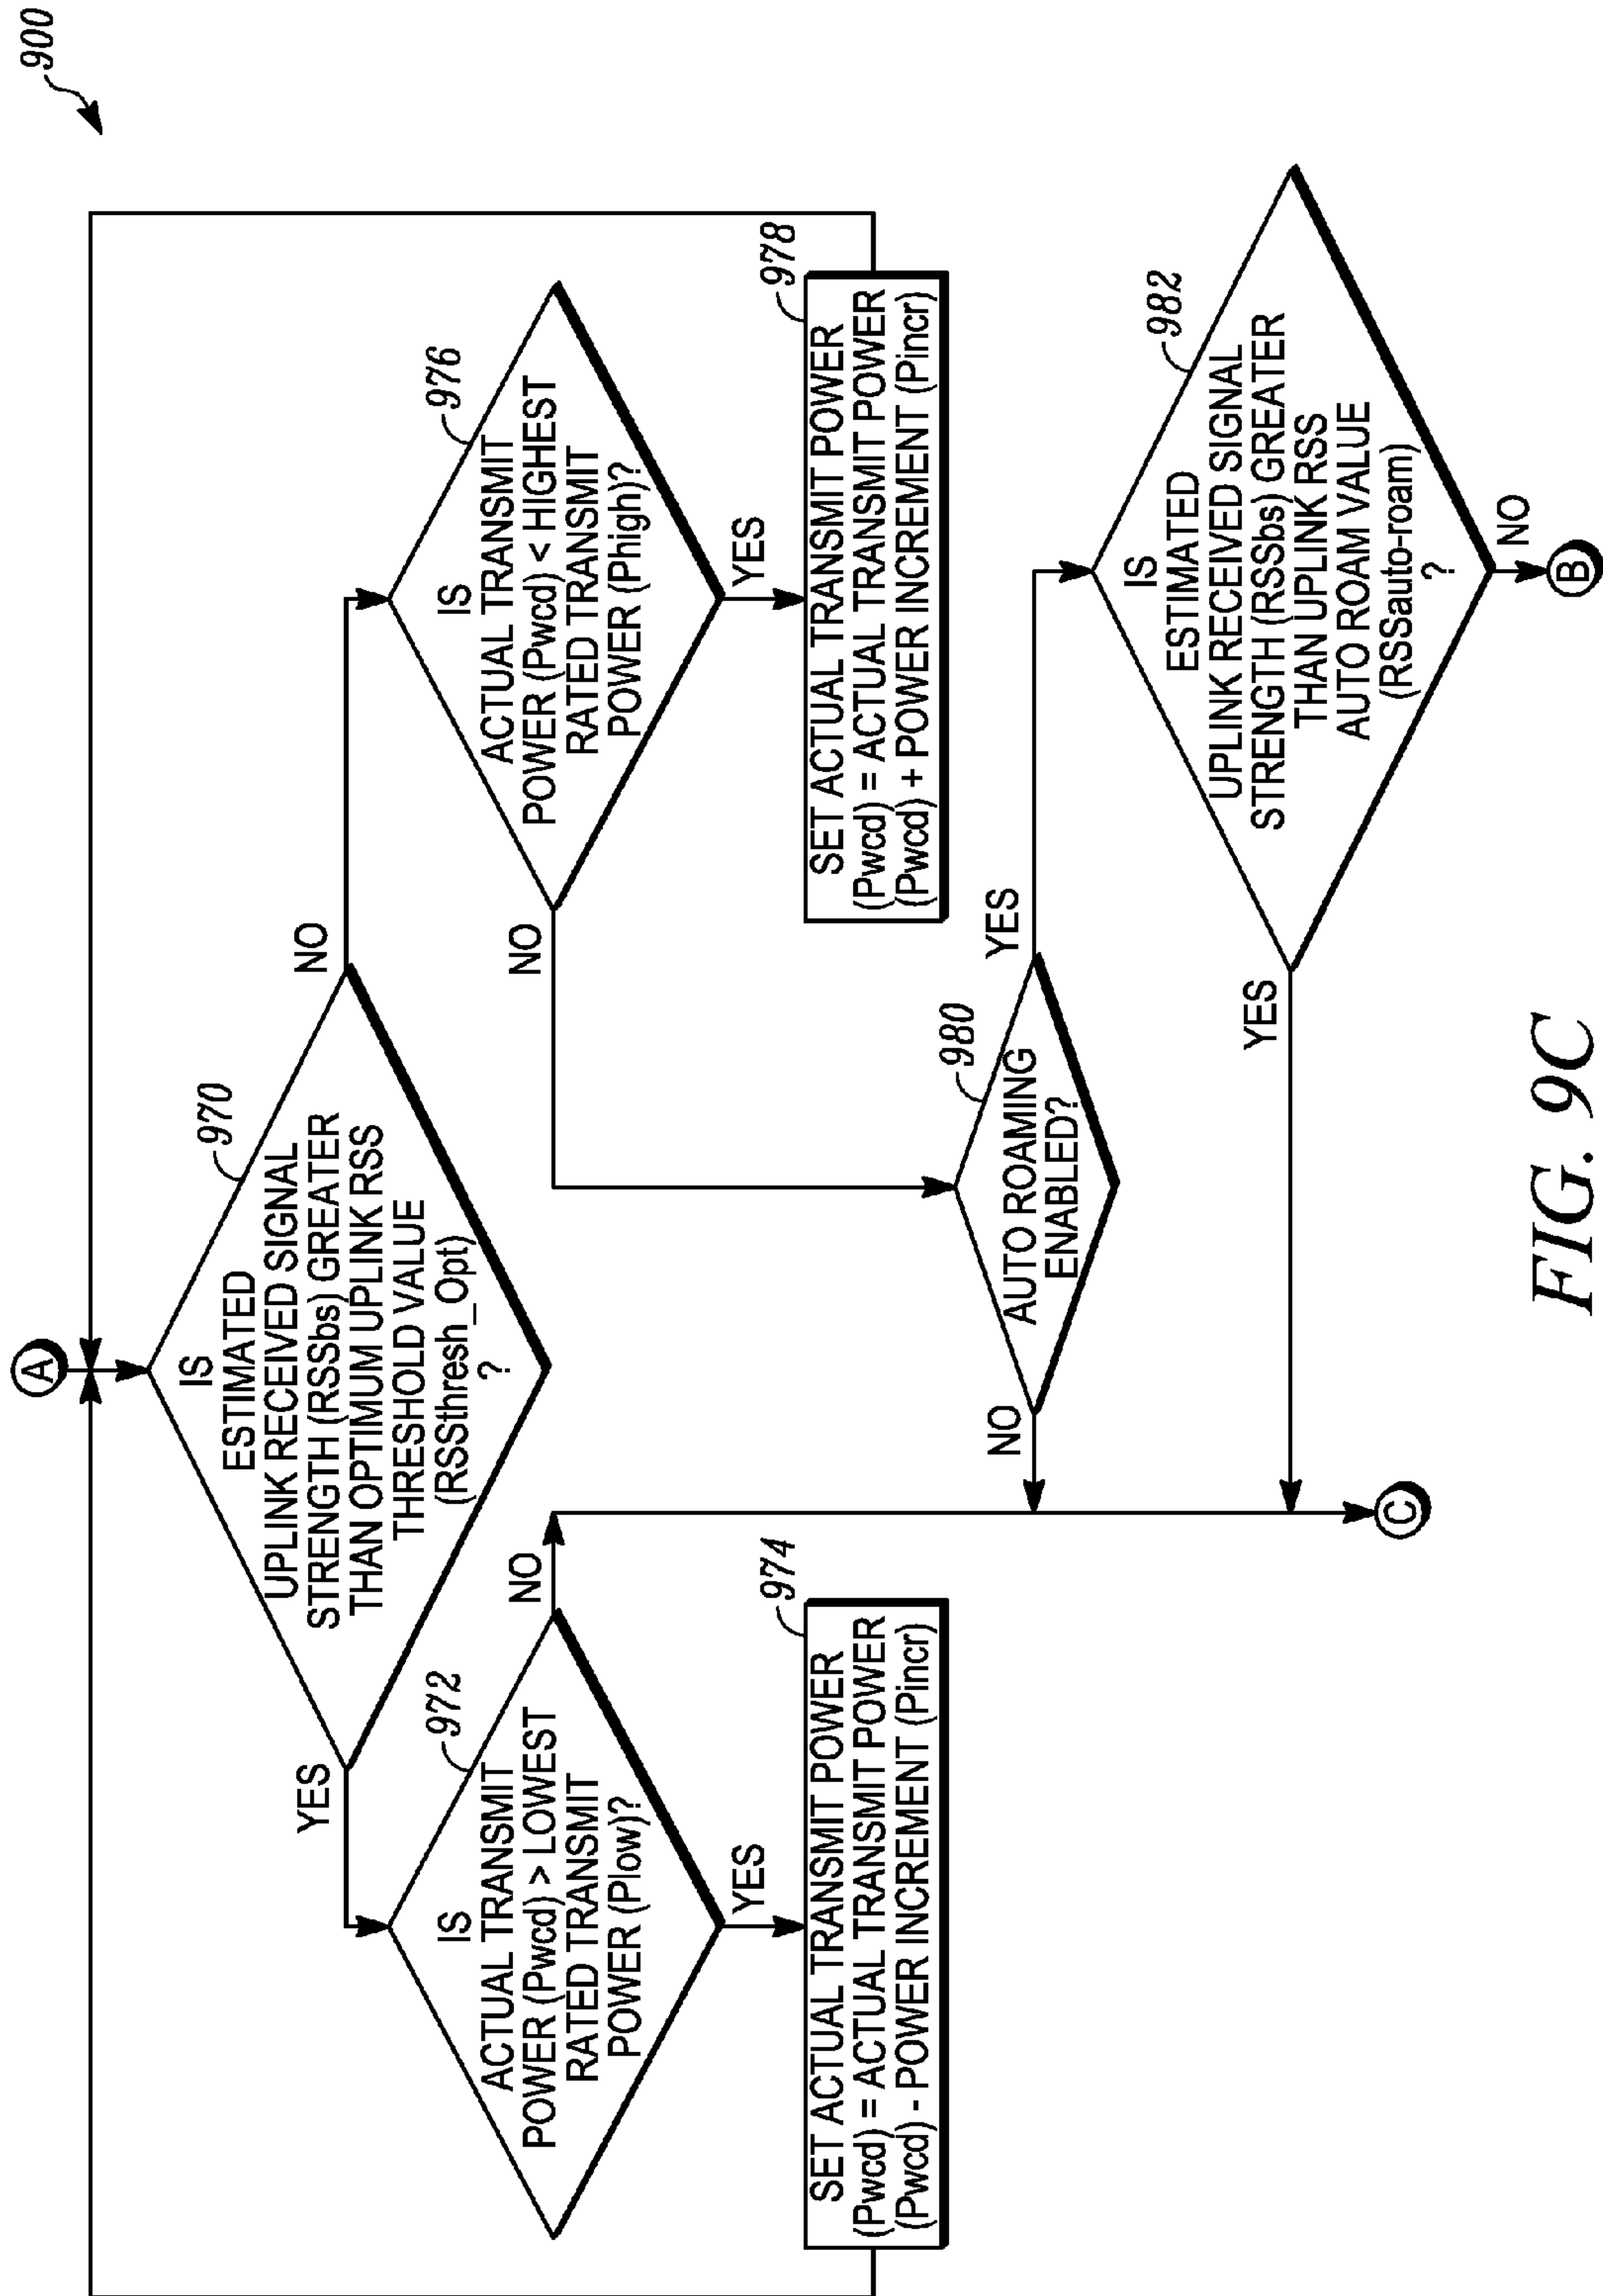 900
A
970
IS
ESTIMATED
UPLINK RECEIVED SIGNAL
STRENGTH (RSSbs) GREATER
THAN OPTIMUM UPLINK RSS
THRESHOLD VALUE
(RSSthresh_Opt)
?
YES
NO
972
IS
ACTUAL TRANSMIT
POWER (Pwcd) > LOWEST
RATED TRANSMIT
POWER (Plow)?
NO
YES
974
SET ACTUAL TRANSMIT POWER
(Pwcd) = ACTUAL TRANSMIT POWER
(Pwcd) - POWER INCREMENT (Pincr)
976
IS
ACTUAL TRANSMIT
POWER (Pwcd) < HIGHEST
RATED TRANSMIT
POWER (Phigh)?
NO
YES
978
SET ACTUAL TRANSMIT POWER
(Pwcd) = ACTUAL TRANSMIT POWER
(Pwcd) + POWER INCREMENT (Pincr)
980
AUTO ROAMING
ENABLED?
NO
YES
982
IS
ESTIMATED
UPLINK RECEIVED SIGNAL
STRENGTH (RSSbs) GREATER
THAN UPLINK RSS
AUTO ROAM VALUE
(RSSauto-roam)
?
YES
NO
C
B
FIG. 9C